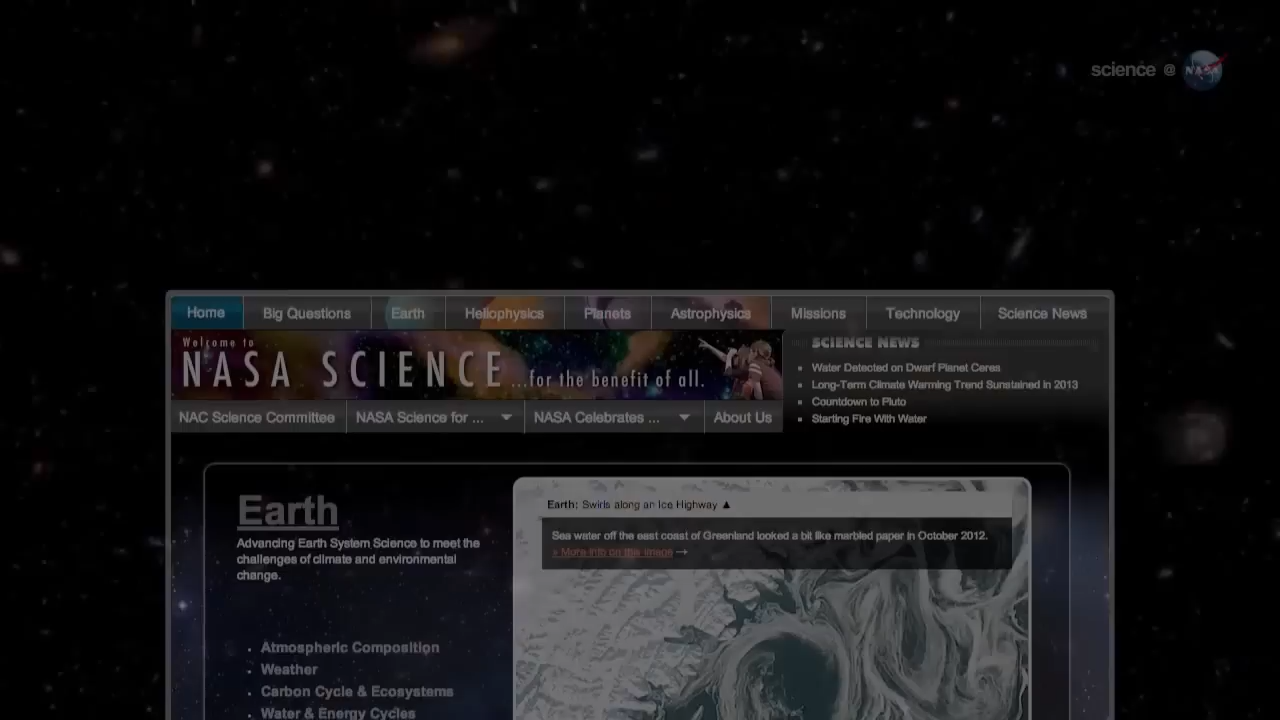 science @ NASA
Home Big Questions Earth Heliophysics Planets Astrophysics Missions Technology Science News
Welcome to
NASA SCIENCE ...for the benefit of all.
SCIENCE NEWS
Water Detected on Dwarf Planet Ceres
Long-Term Climate Warming Trend Sunstained in 2013
Countdown to Pluto
Starting Fire With Water
NAC Science Committee NASA Science for ... NASA Celebrates ... About Us
Earth
Advancing Earth System Science to meet the
challenges of climate and environmental
change.
Earth: Swirls along an Ice Highway ▲
Sea water off the east coast of Greenland looked a bit like marbled paper in October 2012.
» More info on this image →
• Atmospheric Composition
• Weather
• Carbon Cycle & Ecosystems
• Water & Energy Cycles